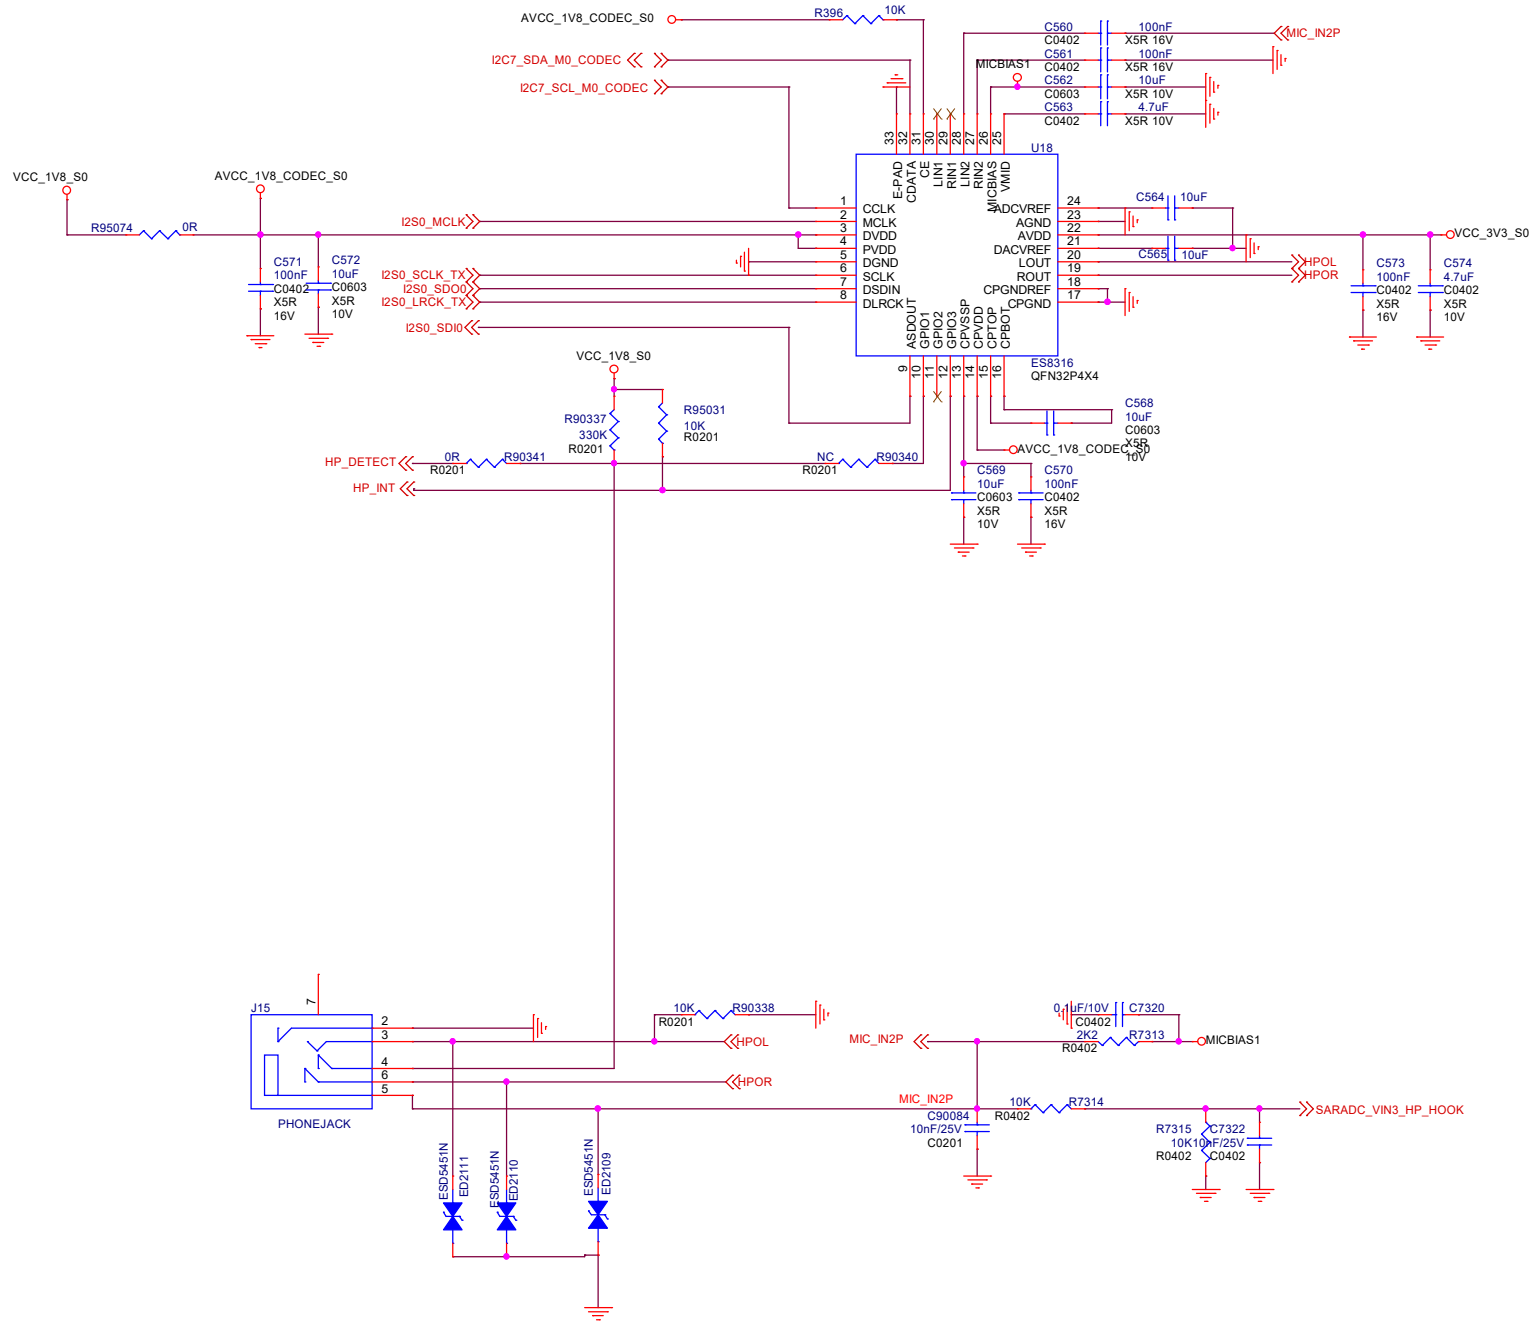 AVCC_1V8_CODEC_S0
R396
10K
I2C7_SDA_M0_CODEC
I2C7_SCL_M0_CODEC
C560
C0402
100nF
X5R 16V
MIC_IN2P
C561
C0402
100nF
X5R 16V
MICBIAS1
C562
C0603
10uF
X5R 10V
C563
C0402
4.7uF
X5R 10V
33
32
31
30
29
28
27
26
25
U18
E-PAD
CDATA
CE
LIN1
RIN1
LIN2
RIN2
MICBIAS
VMID
VCC_1V8_S0
AVCC_1V8_CODEC_S0
R95074
0R
C571
100nF
C0402
X5R
16V
C572
10uF
C0603
X5R
10V
I2S0_MCLK
I2S0_SCLK_TX
I2S0_SDO0
I2S0_LRCK_TX
I2S0_SDI0
1
2
3
4
5
6
7
8
CCLK
MCLK
DVDD
PVDD
DGND
SCLK
DSDIN
DLRCK
ADCVREF
AGND
AVDD
DACVREF
LOUT
ROUT
CPGNDREF
CPGND
24
23
22
21
20
19
18
17
C564
10uF
C565
10uF
VCC_3V3_S0
HPOL
HPOR
C573
100nF
C0402
X5R
16V
C574
4.7uF
C0402
X5R
10V
ASDOUT
GPIO1
GPIO2
GPIO3
CPVSSP
CPVDD
CPTOP
CPBOT
9
10
11
12
13
14
15
16
ES8316
QFN32P4X4
VCC_1V8_S0
R90337
330K
R0201
R95031
10K
R0201
C568
10uF
C0603
X5R
10V
AVCC_1V8_CODEC_S0
HP_DETECT
0R
R0201
R90341
NC
R0201
R90340
HP_INT
C569
10uF
C0603
X5R
10V
C570
100nF
C0402
X5R
16V
J15
7
2
3
4
6
5
PHONEJACK
10K
R0201
R90338
HPOL
HPOR
MIC_IN2P
0.1uF/10V
C0402
C7320
2K2
R0402
R7313
MICBIAS1
MIC_IN2P
C90084
10nF/25V
C0201
10K
R0402
R7314
SARADC_VIN3_HP_HOOK
R7315
10K
R0402
C7322
10nF/25V
C0402
ESD5451N
ED2111
ESD5451N
ED2110
ESD5451N
ED2109